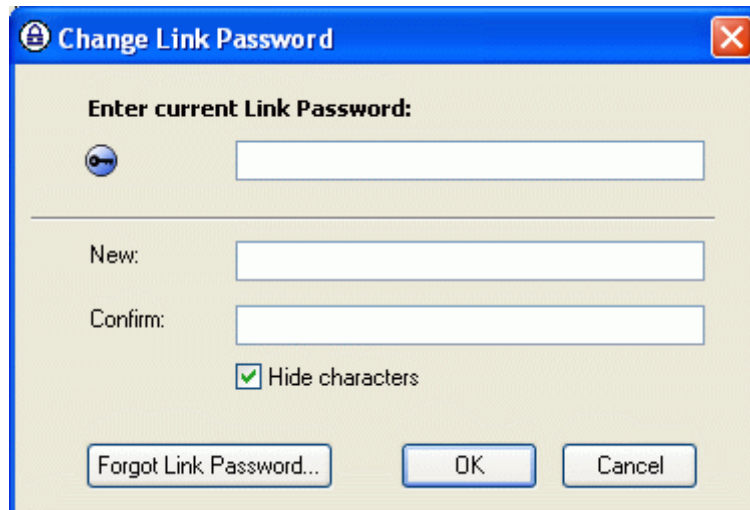 Change Link Password
Enter current Link Password:
New:
Confirm:
Hide characters
Forgot Link Password... OK Cancel